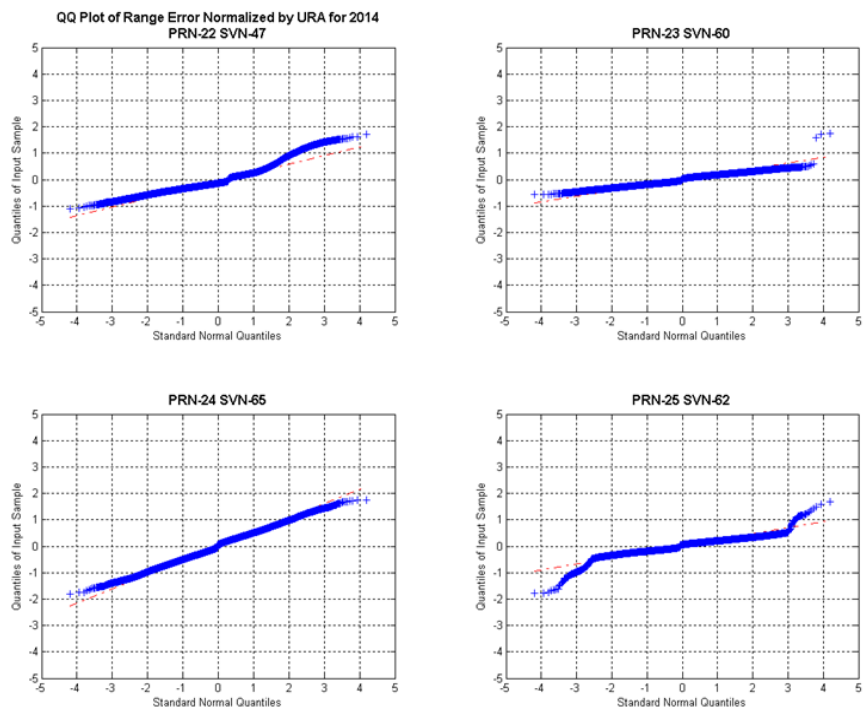 QQ Plot of Range Error Normalized by URA for 2014
PRN-22 SVN-47
5
4
3
2
1
0
-1
-2
-3
-4
-5
Quantiles of Input Sample
-5 -4 -3 -2 -1 0 1 2 3 4 5
Standard Normal Quantiles
PRN-23 SVN-60
5
4
3
2
1
0
-1
-2
-3
-4
-5
Quantiles of Input Sample
-5 -4 -3 -2 -1 0 1 2 3 4 5
Standard Normal Quantiles
PRN-24 SVN-65
5
4
3
2
1
0
-1
-2
-3
-4
-5
Quantiles of Input Sample
-5 -4 -3 -2 -1 0 1 2 3 4 5
Standard Normal Quantiles
PRN-25 SVN-62
5
4
3
2
1
0
-1
-2
-3
-4
-5
Quantiles of Input Sample
-5 -4 -3 -2 -1 0 1 2 3 4 5
Standard Normal Quantiles